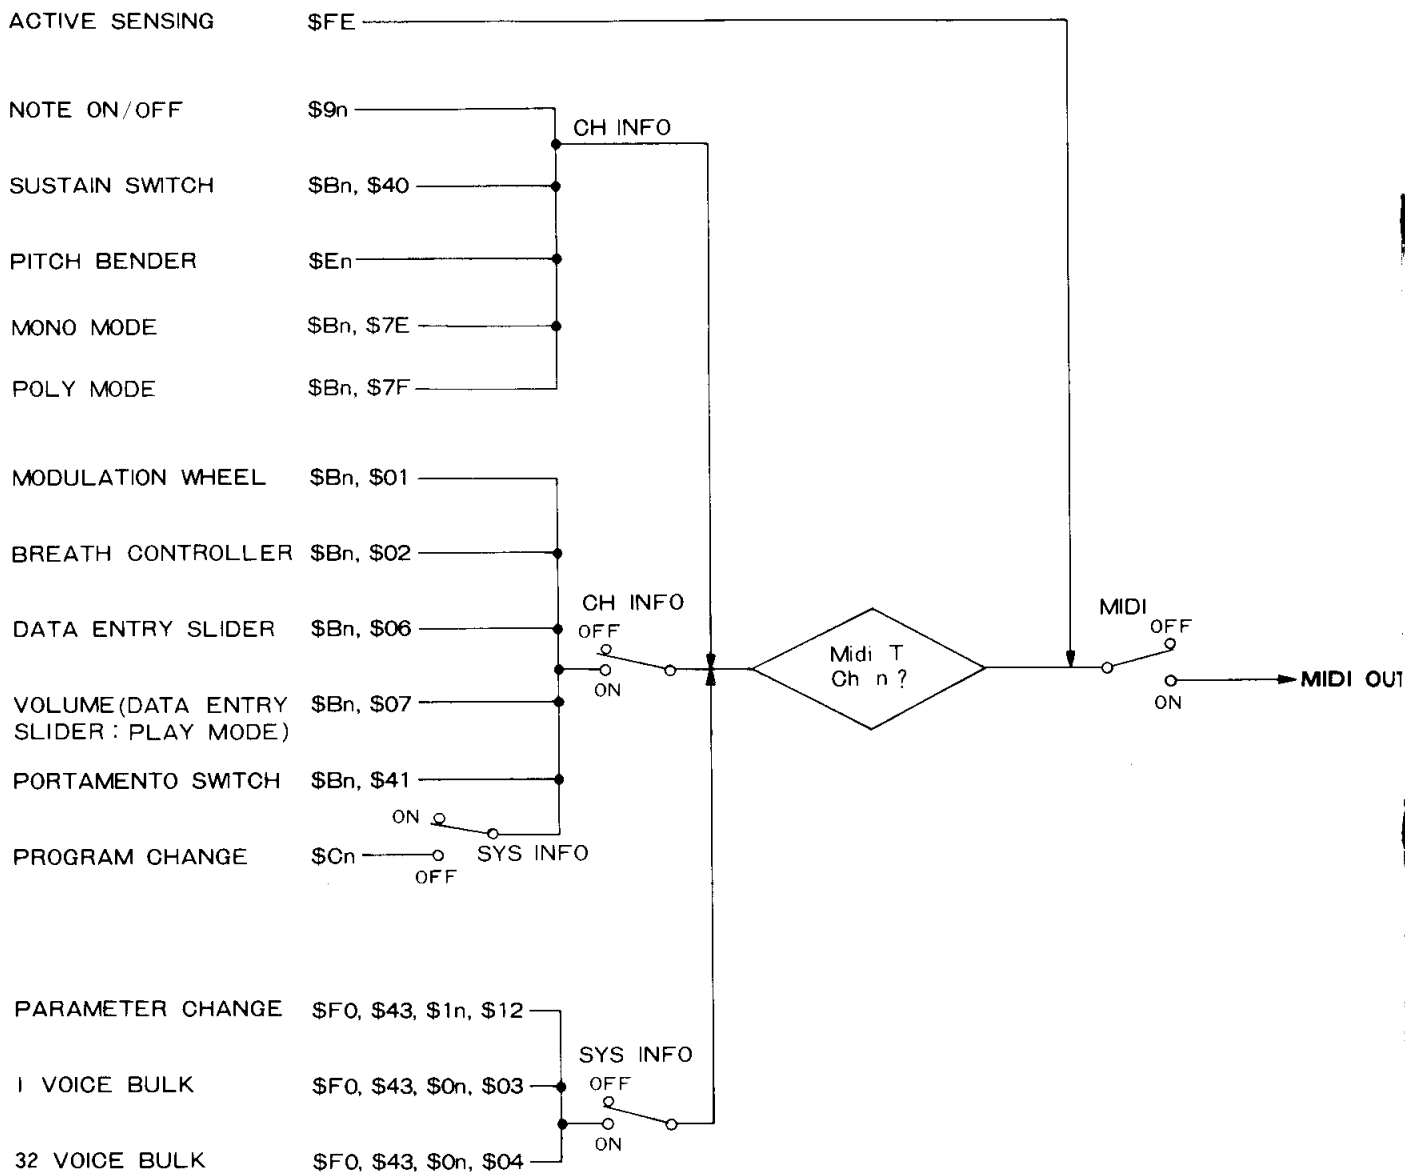 ACTIVE SENSING $FE
NOTE ON/OFF $9n
CH INFO
SUSTAIN SWITCH $Bn, $40
PITCH BENDER $En
MONO MODE $Bn, $7E
POLY MODE $Bn, $7F
MODULATION WHEEL $Bn, $01
BREATH CONTROLLER $Bn, $02
DATA ENTRY SLIDER $Bn, $06
CH INFO
OFF
ON
VOLUME(DATA ENTRY $Bn, $07
SLIDER : PLAY MODE)
PORTAMENTO SWITCH $Bn, $41
ON
PROGRAM CHANGE $Cn
OFF
SYS INFO
Midi T
Ch n ?
MIDI
OFF
ON
MIDI OUT
PARAMETER CHANGE $F0, $43, $1n, $12
SYS INFO
OFF
ON
1 VOICE BULK $F0, $43, $0n, $03
32 VOICE BULK $F0, $43, $0n, $04